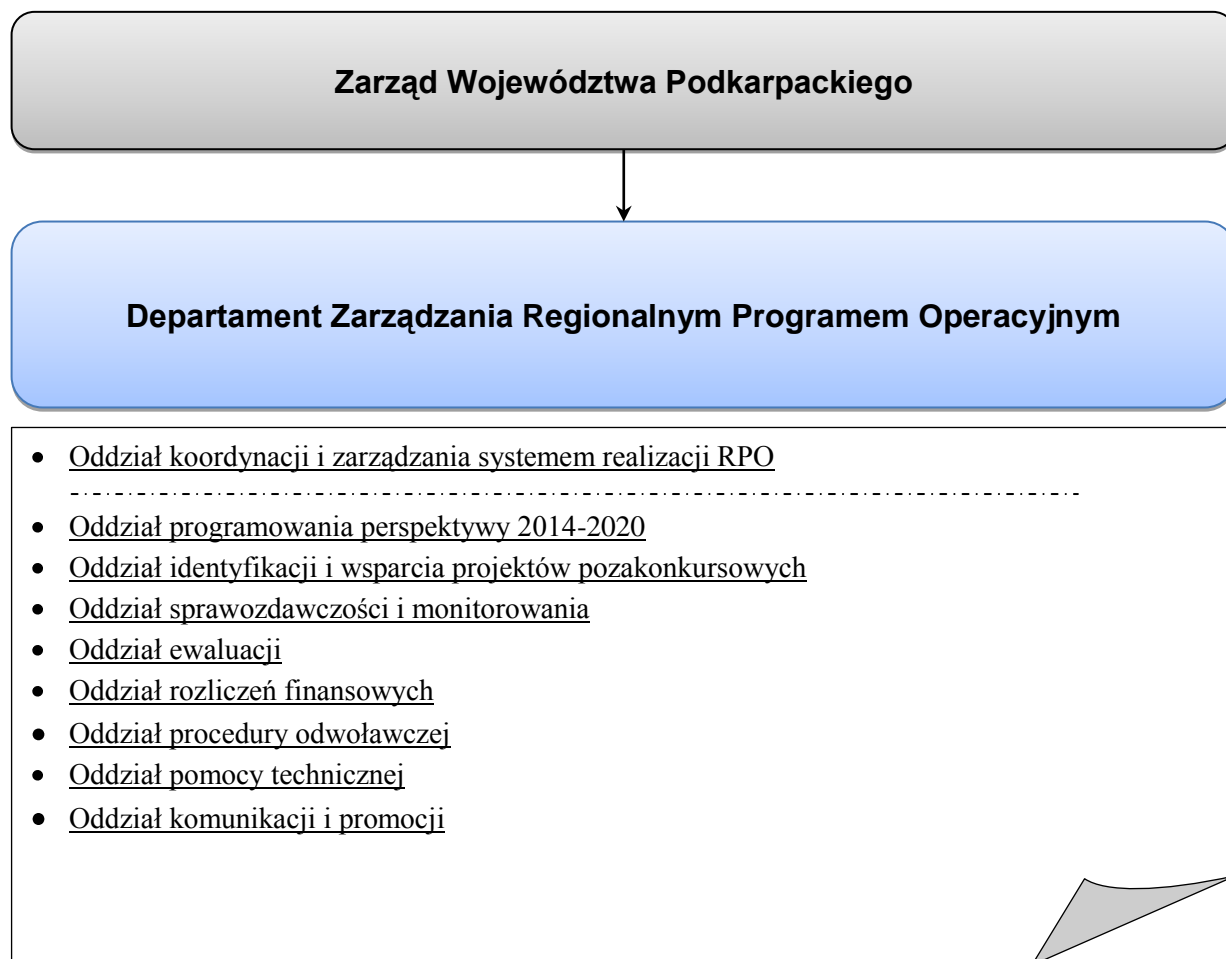 Zarząd Województwa Podkarpackiego
Departament Zarządzania Regionalnym Programem Operacyjnym
• Oddział koordynacji i zarządzania systemem realizacji RPO
• Oddział programowania perspektywy 2014-2020
• Oddział identyfikacji i wsparcia projektów pozakonkursowych
• Oddział sprawozdawczości i monitorowania
• Oddział ewaluacji
• Oddział rozliczeń finansowych
• Oddział procedury odwoławczej
• Oddział pomocy technicznej
• Oddział komunikacji i promocji